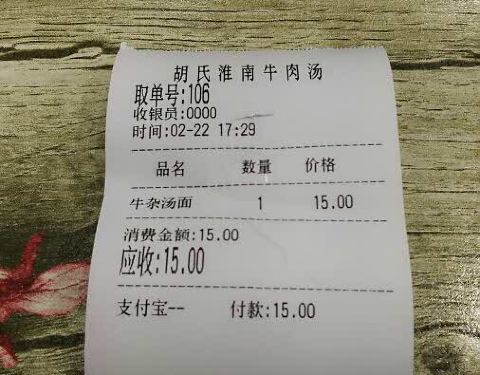 胡氏淮南牛肉汤
取单号:106
收银员:0000
时间:02-22 17:29
品名 数量 价格
牛杂汤面 1 15.00
消费金额:15.00
应收:15.00
支付宝-- 付款:15.00